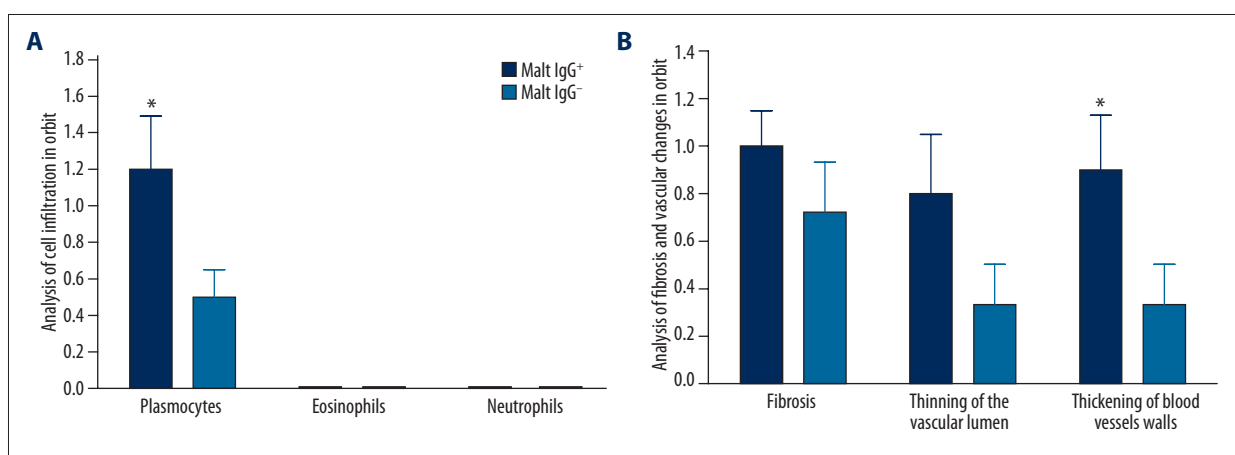 A
Analysis of cell infiltration in orbit
1.8
1.6
1.4
1.2
1.0
0.8
0.6
0.4
0.2
0.0
*
Malt IgG+
Malt IgG–
Plasmocytes
Eosinophils
Neutrophils
B
Analysis of fibrosis and vascular changes in orbit
1.4
1.2
1.0
0.8
0.6
0.4
0.2
0.0
*
Fibrosis
Thinning of the
vascular lumen
Thickening of blood
vessels walls